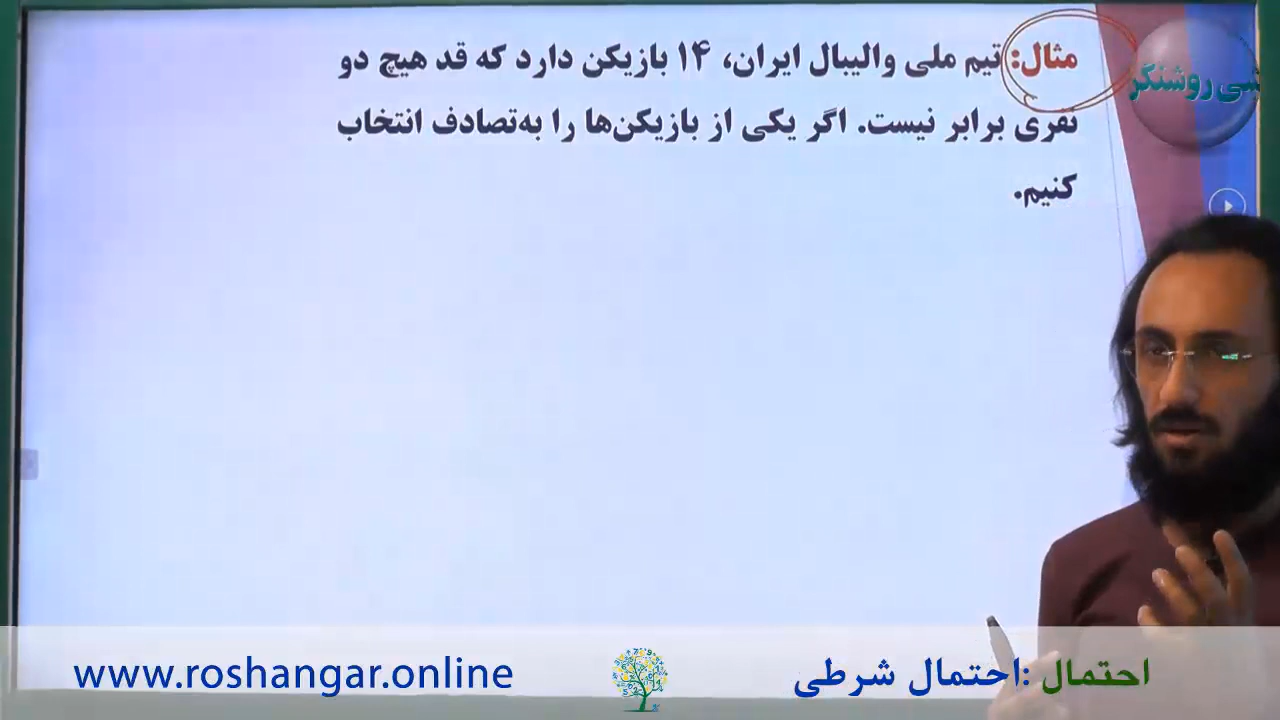 مثال: تیم ملی والیبال ایران، ۱۴ بازیکن دارد که قد هیچ دو
نفری برابر نیست. اگر یکی از بازیکن‌ها را به‌تصادف انتخاب
کنیم.
روشنگر
احتمال :احتمال شرطی
www.roshangar.online